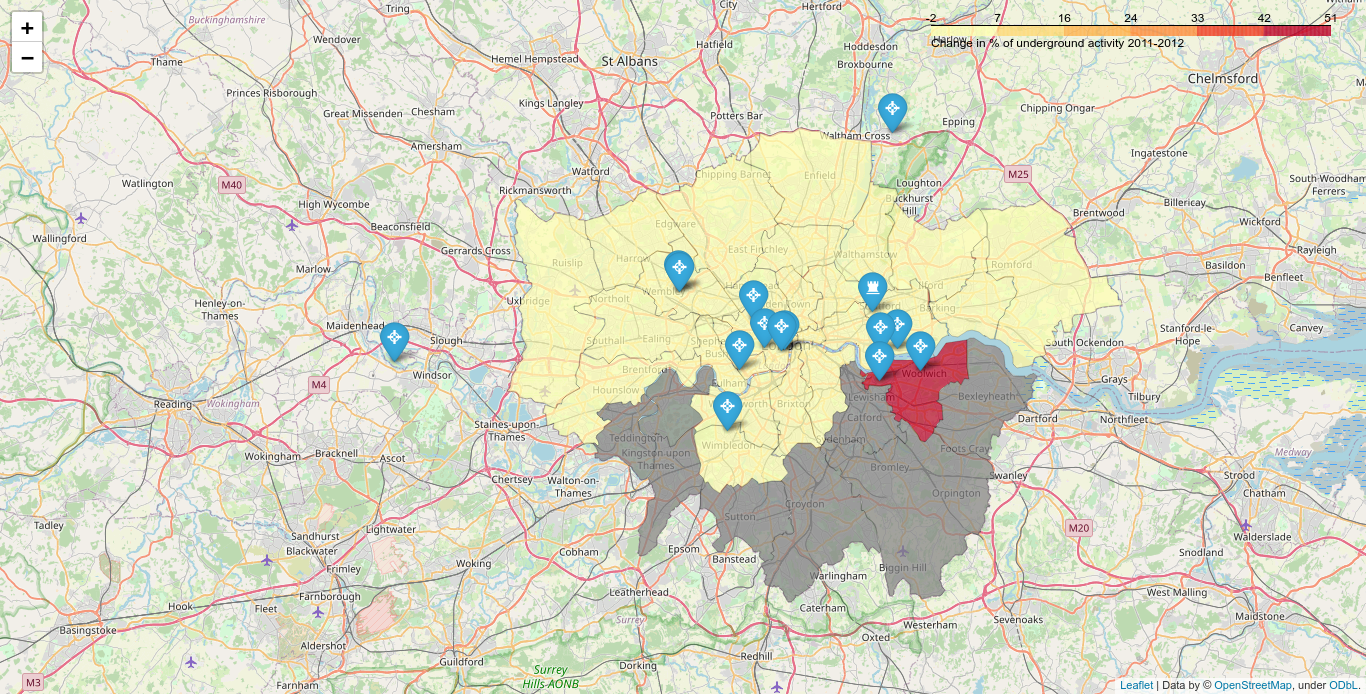 +
−
-2 7 16 24 33 42 51
Change in % of underground activity 2011-2012
Buckinghamshire
Tring
City
Hertford
Wendover
Hatfield
Hoddesdon
Harlow
Thame
Hemel Hempstead
St Albans
Broxbourne
Chelmsford
Princes Risborough
Great Missenden
Chesham
Kings Langley
Potters Bar
Waltham Cross
Epping
Chipping Ongar
Amersham
Ingatestone
Watlington
M40
Rickmansworth
Watford
Chipping Barnet
Enfield
Loughton
M25
South Woodham
Ferrers
High Wycombe
Buckhurst
Hill
Billericay
Brentwood
Wickford
Beaconsfield
Edgware
Wallingford
Gerrards Cross
Ruislip
Harrow
East Finchley
Walthamstow
Romford
Basildon
Rayleigh
Benfleet
Marlow
Wembley
Ilford
Henley-on-
Thames
Uxbridge
Northolt
Barking
Maidenhead
Slough
Southall
Ealing
Stanford-le-
Hope
Canvey
South Ockendon
Windsor
Brentford
Woolwich
Grays
M4
Hounslow
Fulham
Lewisham
Bexleyheath
Tilbury
Reading
Wokingham
Brixton
Catford
Dartford
Northfleet
Staines-upon-
Thames
Teddington
Wimbledon
Foots Cray
Wokingham
Bracknell
Ascot
Kingston upon
Thames
Bromley
Medway
Chertsey
Walton-on-
Thames
Swanley
Strood
Chatham
Orpington
Croydon
Sutton
Tadley
Sandhurst
Blackwater
Lightwater
M20
Walderslade
Cobham
Epsom
Banstead
Snodland
Frimley
Woking
Warlingham
Biggin Hill
Hook
Fleet
Farnborough
Leatherhead
Caterham
West Malling
Basingstoke
Surrey
Westerham
Sevenoaks
Maidstone
Aldershot
Oxted
Guildford
Dorking
Redhill
M3
Farnham
Surrey
Hills AONB
Leaflet | Data by © OpenStreetMap, under ODbL.